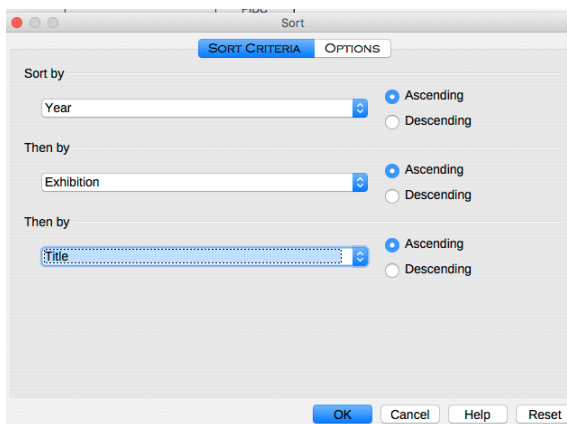 Sort
SORT CRITERIA OPTIONS
Sort by
Year
Ascending
Descending
Then by
Exhibition
Ascending
Descending
Then by
Title
Ascending
Descending
OK Cancel Help Reset